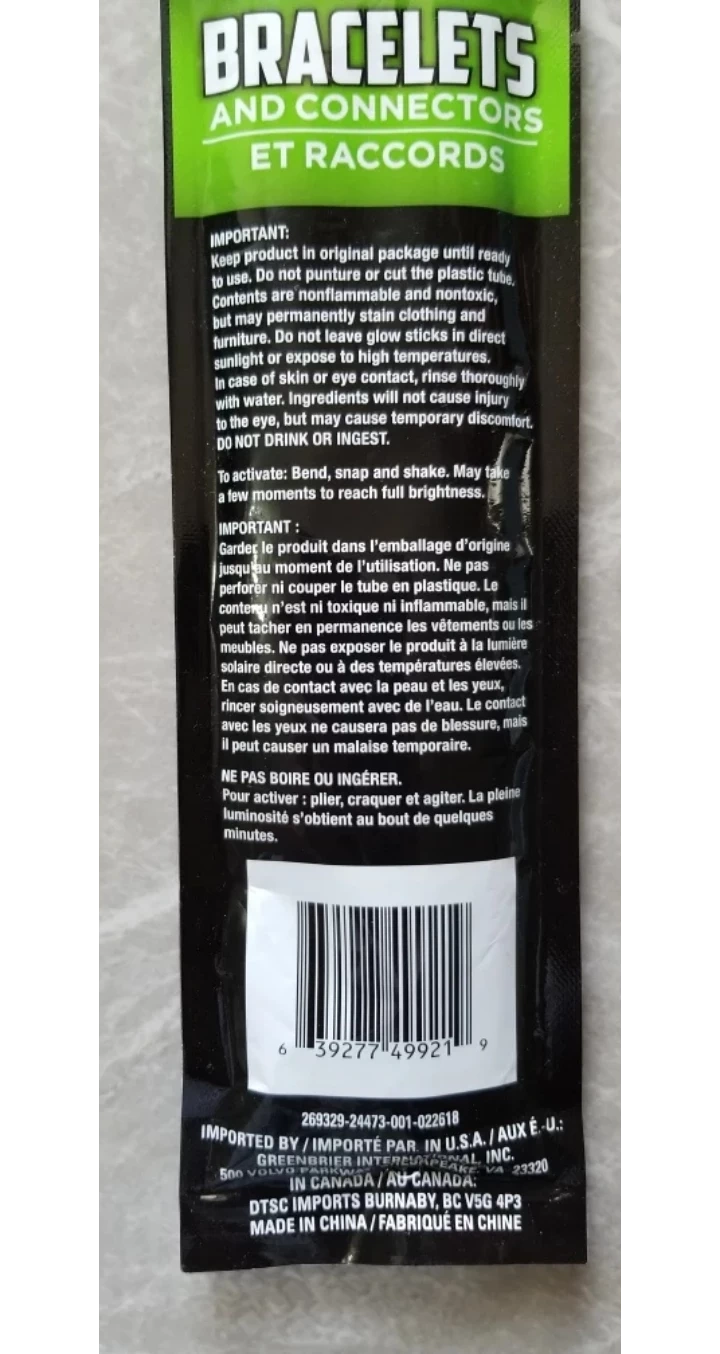 BRACELETS
AND CONNECTORS
ET RACCORDS
IMPORTANT:
Keep product in original package until ready
to use. Do not punture or cut the plastic tube.
Contents are nonflammable and nontoxic,
but may permanently stain clothing and
furniture. Do not leave glow sticks in direct
sunlight or expose to high temperatures.
In case of skin or eye contact, rinse thoroughly
with water. Ingredients will not cause injury
to the eye, but may cause temporary discomfort.
DO NOT DRINK OR INGEST.
To activate: Bend, snap and shake. May take
a few moments to reach full brightness.
IMPORTANT :
Garder le produit dans l'emballage d'origine
jusqu'au moment de l'utilisation. Ne pas
perforer ni couper le tube en plastique. Le
contenu n'est ni toxique ni inflammable, mais il
peut tacher en permanence les vêtements ou les
meubles. Ne pas exposer le produit à la lumière
solaire directe ou à des températures élevées.
En cas de contact avec la peau et les yeux,
rincer soigneusement avec de l'eau. Le contact
avec les yeux ne causera pas de blessure, mais
il peut causer un malaise temporaire.
NE PAS BOIRE OU INGÉRER.
Pour activer : plier, craquer et agiter. La pleine
luminosité s'obtient au bout de quelques
minutes.
6 39277 49921 9
269329-24473-001-022618
IMPORTED BY / IMPORTÉ PAR IN U.S.A. / AUX É.-U.:
GREENBRIER INTERNATIONAL, INC.
500 VOLVO PARKWAY VA 23320
IN CANADA / AU CANADA:
DTSC IMPORTS BURNABY, BC V5G 4P3
MADE IN CHINA / FABRIQUÉ EN CHINE